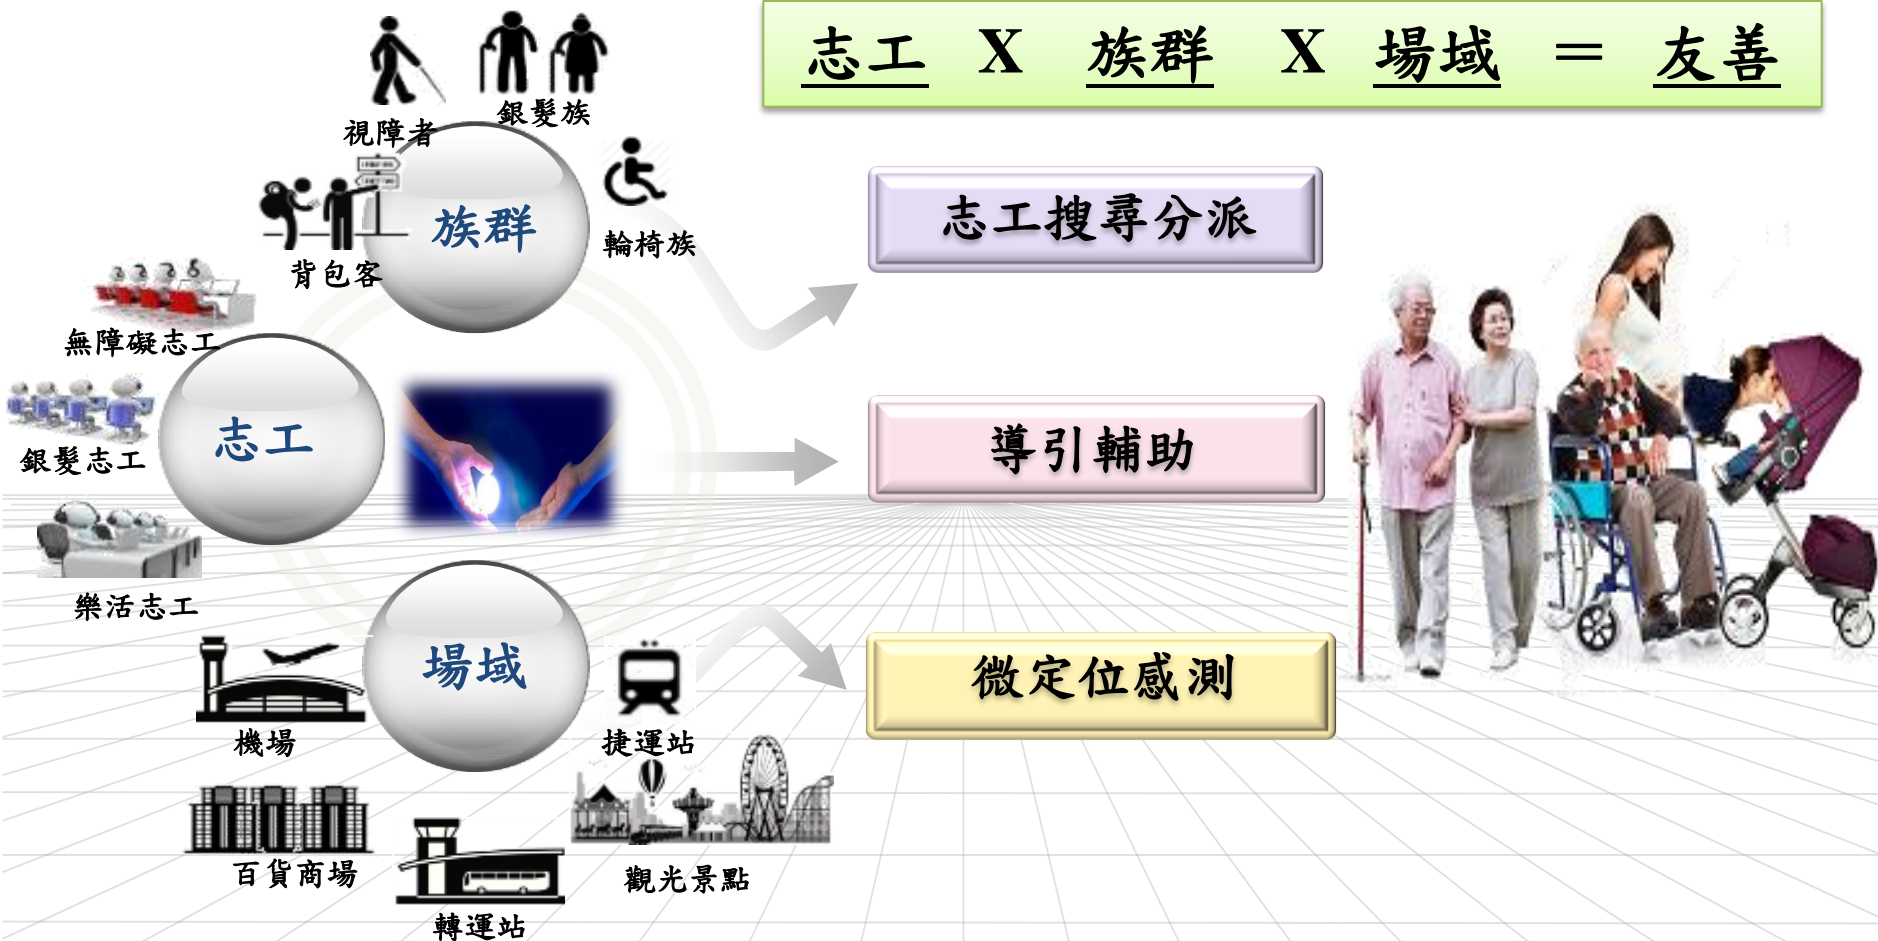 志工 X 族群 X 場域 = 友善
視障者
銀髮族
族群
輪椅族
背包客
志工搜尋分派
無障礙志工
志工
銀髮志工
樂活志工
導引輔助
場域
機場
捷運站
百貨商場
轉運站
觀光景點
微定位感測